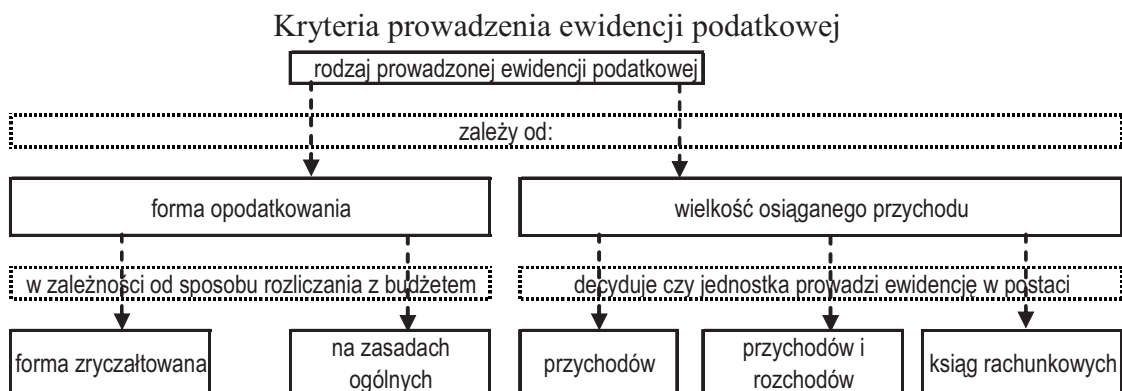 Kryteria prowadzenia ewidencji podatkowej
rodzaj prowadzonej ewidencji podatkowej
zależy od:
forma opodatkowania
wielkość osiąganego przychodu
w zależności od sposobu rozliczania z budżetem
decyduje czy jednostka prowadzi ewidencję w postaci
forma zryczałtowana
na zasadach
ogólnych
przychodów
przychodów i
rozchodów
ksiąg rachunkowych